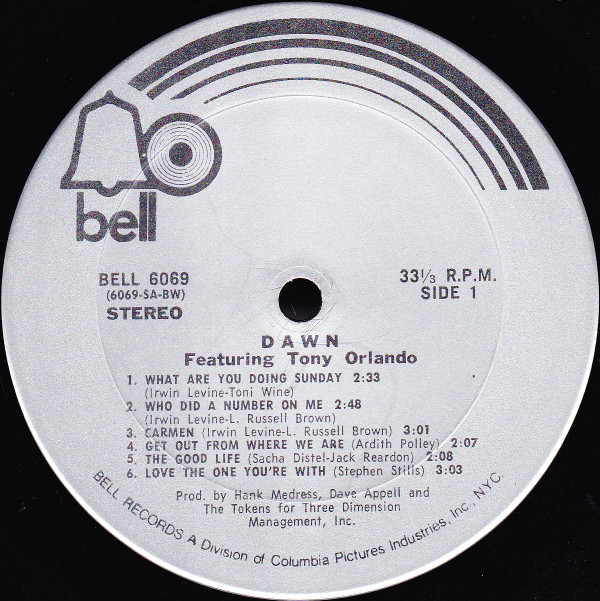 bell
BELL 6069
(6069-SA-BW)
STEREO
33⅓ R.P.M.
SIDE 1
DAWN
Featuring Tony Orlando
1. WHAT ARE YOU DOING SUNDAY 2:33
(Irwin Levine-Toni Wine)
2. WHO DID A NUMBER ON ME 2:48
(Irwin Levine-L. Russell Brown)
3. CARMEN (Irwin Levine-L. Russell Brown) 3:01
4. GET OUT FROM WHERE WE ARE (Ardith Polley) 2:07
5. THE GOOD LIFE (Sacha Distel-Jack Reardon) 2:08
6. LOVE THE ONE YOU'RE WITH (Stephen Stills) 3:03
Prod. by Hank Medress, Dave Appell and
The Tokens for Three Dimension
Management, Inc.
BELL RECORDS A Division of Columbia Pictures Industries, Inc., NYC.